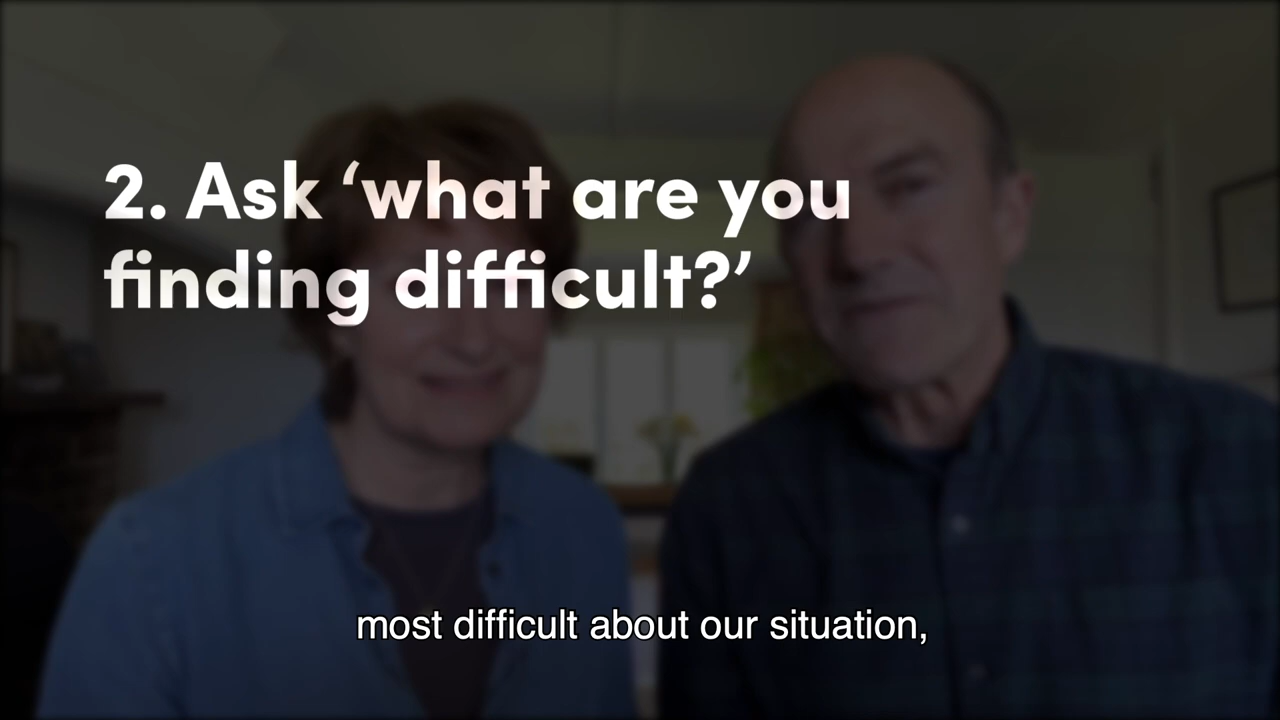 2. Ask ‘what are you
finding difficult?’
most difficult about our situation,